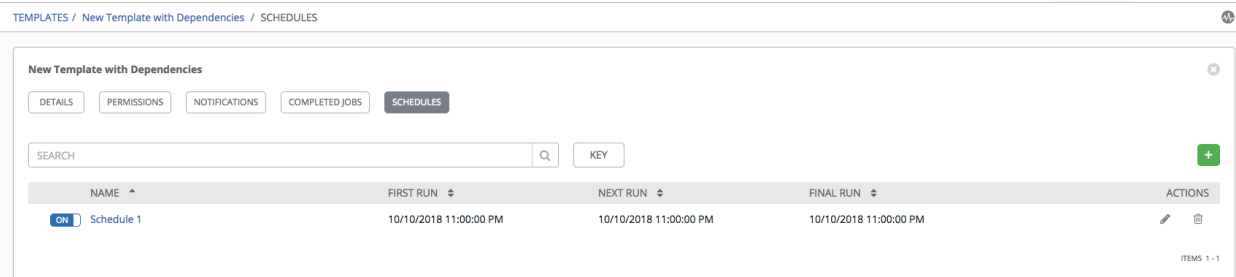 TEMPLATES / New Template with Dependencies / SCHEDULES
New Template with Dependencies
DETAILS PERMISSIONS NOTIFICATIONS COMPLETED JOBS SCHEDULES
SEARCH KEY +
NAME FIRST RUN NEXT RUN FINAL RUN ACTIONS
ON Schedule 1 10/10/2018 11:00:00 PM 10/10/2018 11:00:00 PM 10/10/2018 11:00:00 PM
ITEMS 1 - 1